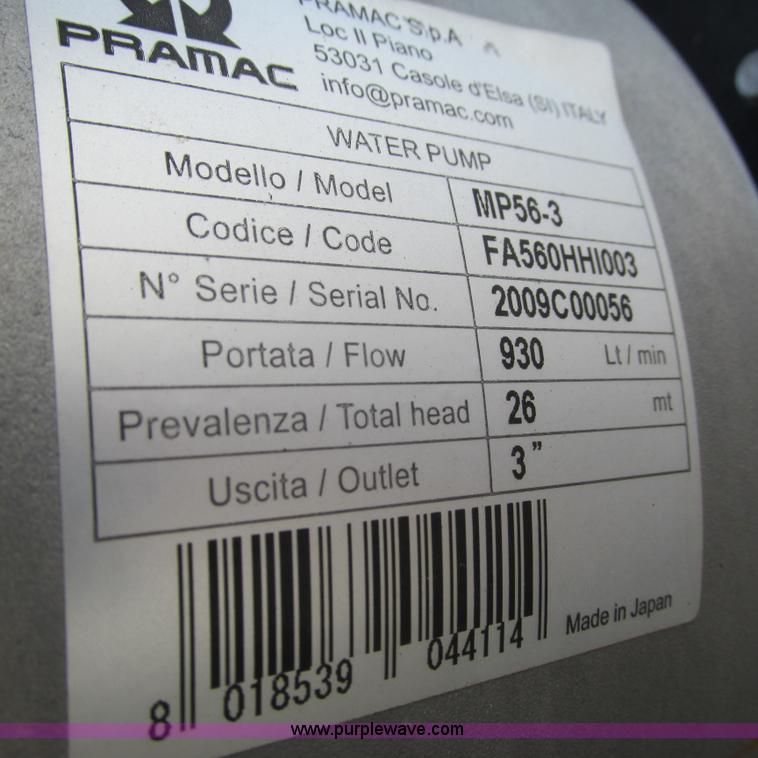 PRAMAC
PRAMAC S.p.A
Loc Il Piano
53031 Casole d'Elsa (SI) ITALY
info@pramac.com
WATER PUMP
Modello / Model MP56-3
Codice / Code FA560HHI003
N° Serie / Serial No. 2009C00056
Portata / Flow 930 Lt / min
Prevalenza / Total head 26 mt
Uscita / Outlet 3"
8 018539 044114
Made in Japan
www.purplewave.com